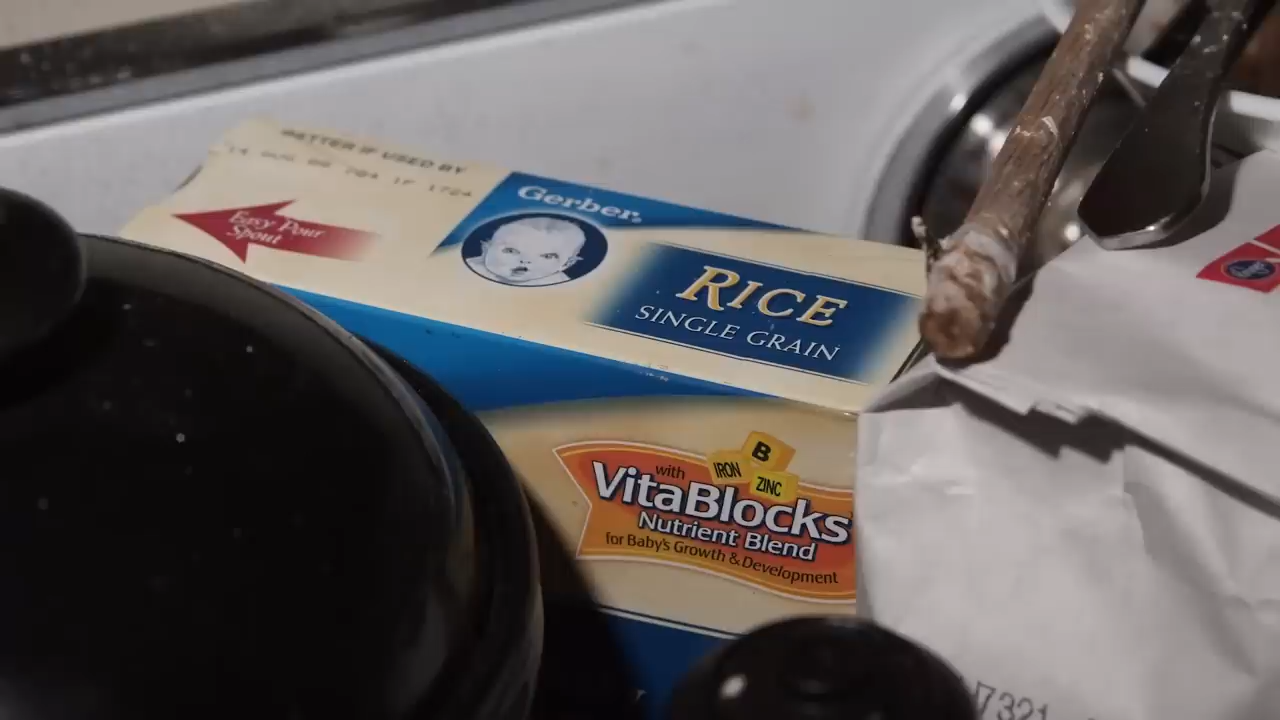 BETTER IF USED BY
Easy Pour
Spout
Gerber®
RICE
SINGLE GRAIN
with
IRON
B
ZINC
VitaBlocks
Nutrient Blend
for Baby's Growth & Development
7321